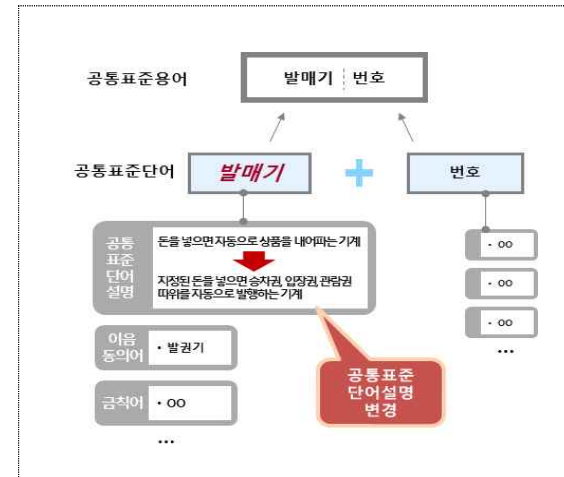 공통표준용어
발매기 번호
공통표준단어
발매기
번호
공통
표준
단어
설명
돈을 넣으면 자동으로 상품을 내어파는 기계
지정된 돈을 넣으면 승차권, 입장권, 관람권
따위를 자동으로 발행하는 기계
이음
동의어
• 발권기
금칙어
• OO
...
• OO
• OO
• OO
...
공통표준
단어설명
변경